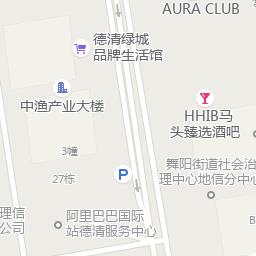 AURA CLUB
德清绿城
品牌生活馆
中渔产业大楼
HHIB马
头臻选酒吧
3幢
舞阳街道社会治
理中心地信分中心
27栋
P
阿里巴巴国际
站德清服务中心
理信
公司
B